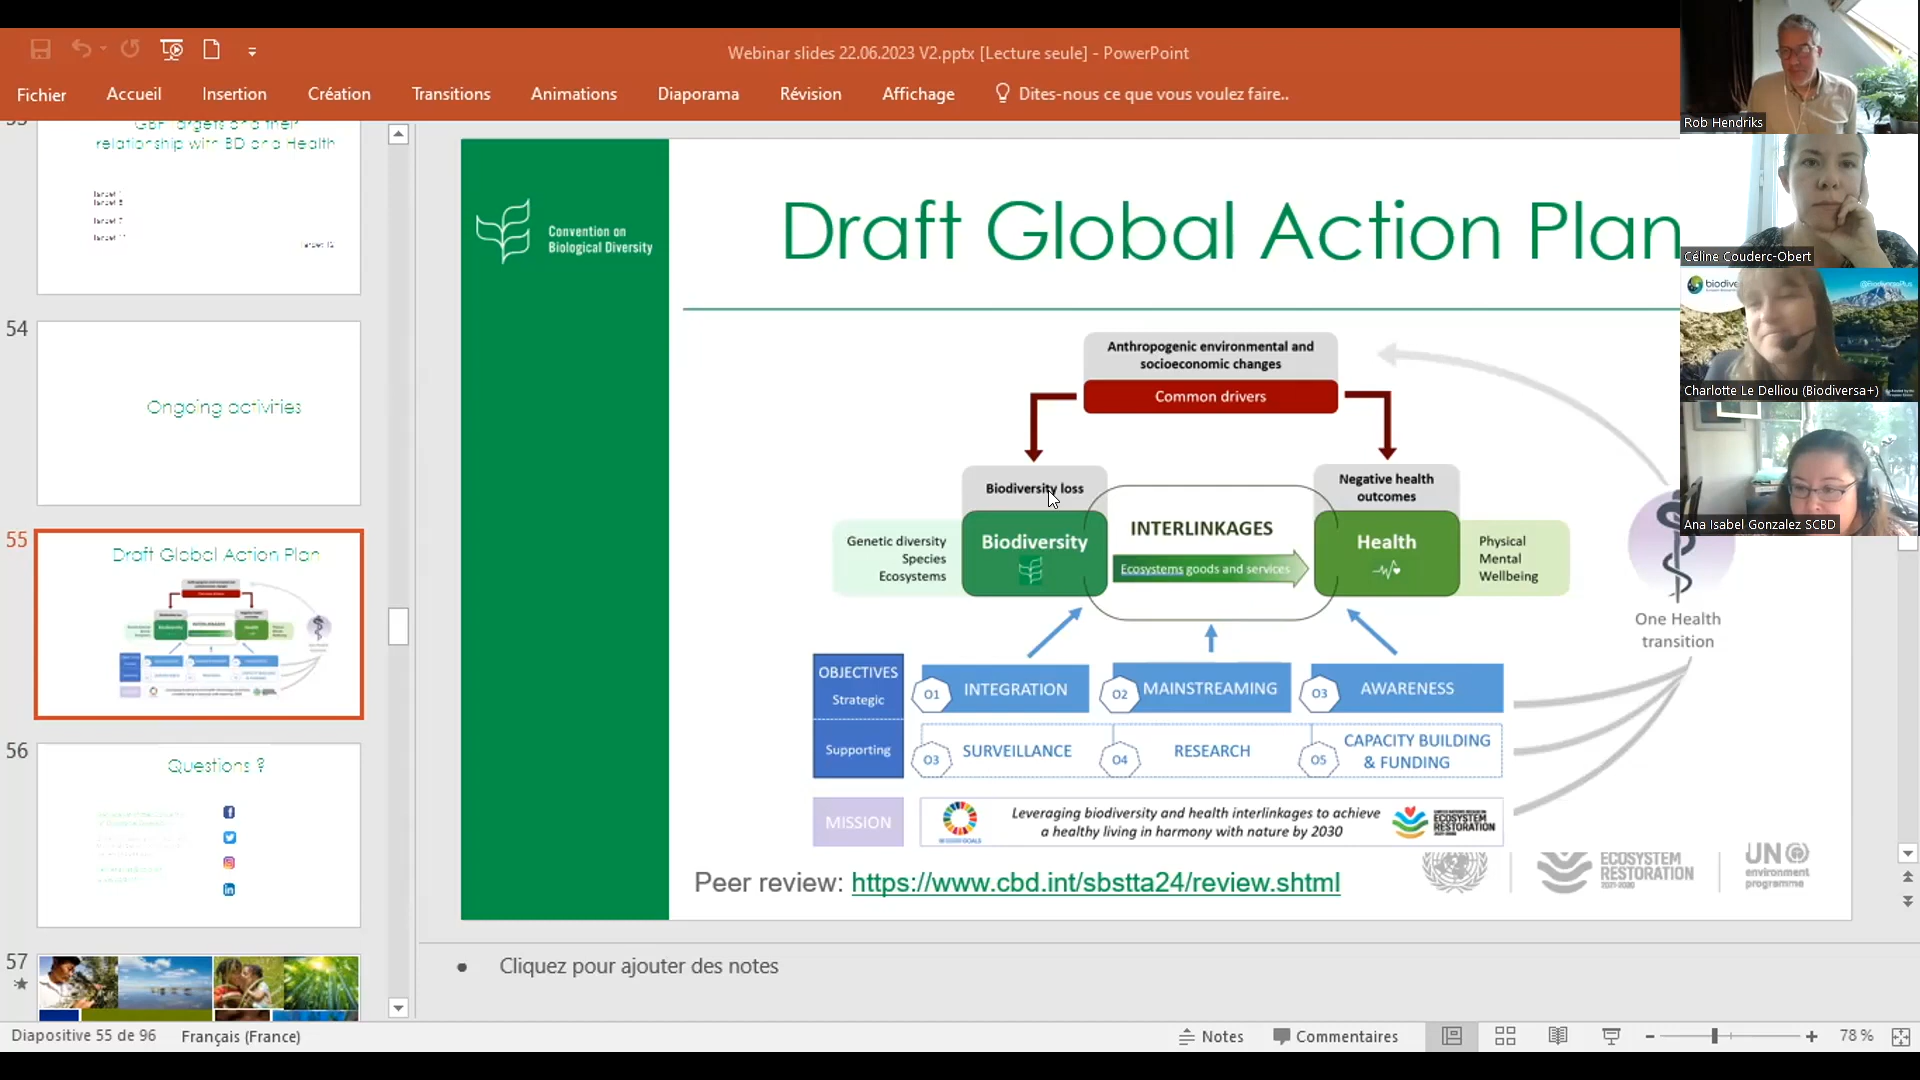 Webinar slides 22.06.2023 V2.pptx [Lecture seule] - PowerPoint
Fichier
Accueil
Insertion
Création
Transitions
Animations
Diaporama
Révision
Affichage
Dites-nous ce que vous voulez faire..
relationship with BD and Health
54
Ongoing activities
55
Draft Global Action Plan
56
Questions ?
57
Convention on
Biological Diversity
Draft Global Action Plan
Anthropogenic environmental and
socioeconomic changes
Common drivers
Biodiversity loss
Negative health
outcomes
Genetic diversity
Species
Ecosystems
Biodiversity
INTERLINKAGES
Ecosystems goods and services
Health
Physical
Mental
Wellbeing
One Health
transition
OBJECTIVES
Strategic
O1 INTEGRATION
O2 MAINSTREAMING
O3 AWARENESS
Supporting
O3 SURVEILLANCE
O4 RESEARCH
O5 CAPACITY BUILDING
& FUNDING
MISSION
Leveraging biodiversity and health interlinkages to achieve
a healthy living in harmony with nature by 2030
ECOSYSTEM
RESTORATION
Peer review: https://www.cbd.int/sbstta24/review.shtml
ECOSYSTEM
RESTORATION
2021-2030
UN
environment
programme
Rob Hendriks
Céline Couderc-Obert
biodive
@BiodiversaPlus
Charlotte Le Delliou (Biodiversa+)
Ana Isabel Gonzalez SCBD
Cliquez pour ajouter des notes
Diapositive 55 de 96
Français (France)
Notes
Commentaires
78 %